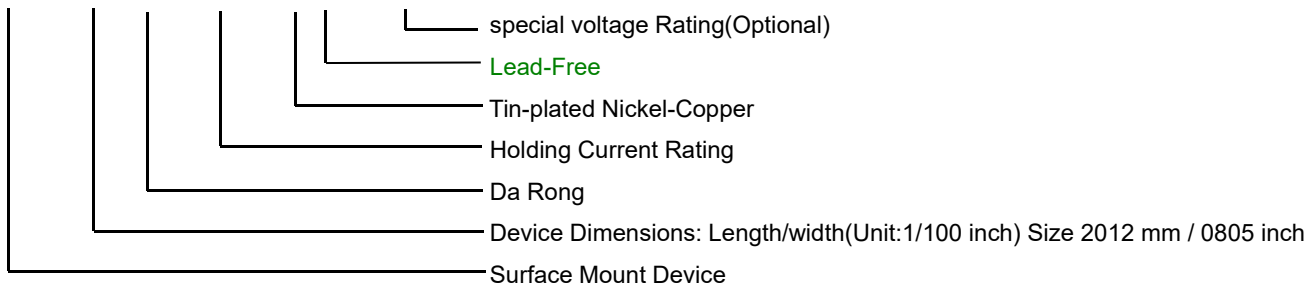 special voltage Rating(Optional)
Lead-Free
Tin-plated Nickel-Copper
Holding Current Rating
Da Rong
Device Dimensions: Length/width(Unit:1/100 inch) Size 2012 mm / 0805 inch
Surface Mount Device